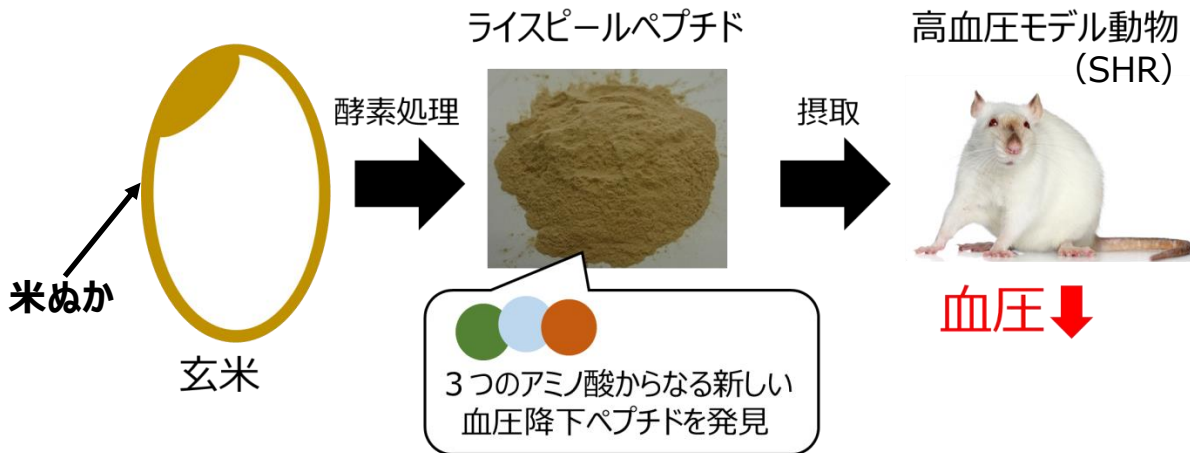 ライスピールペプチド
高血圧モデル動物
（SHR）
酵素処理
摂取
米ぬか
玄米
３つのアミノ酸からなる新しい
血圧降下ペプチドを発見
血圧